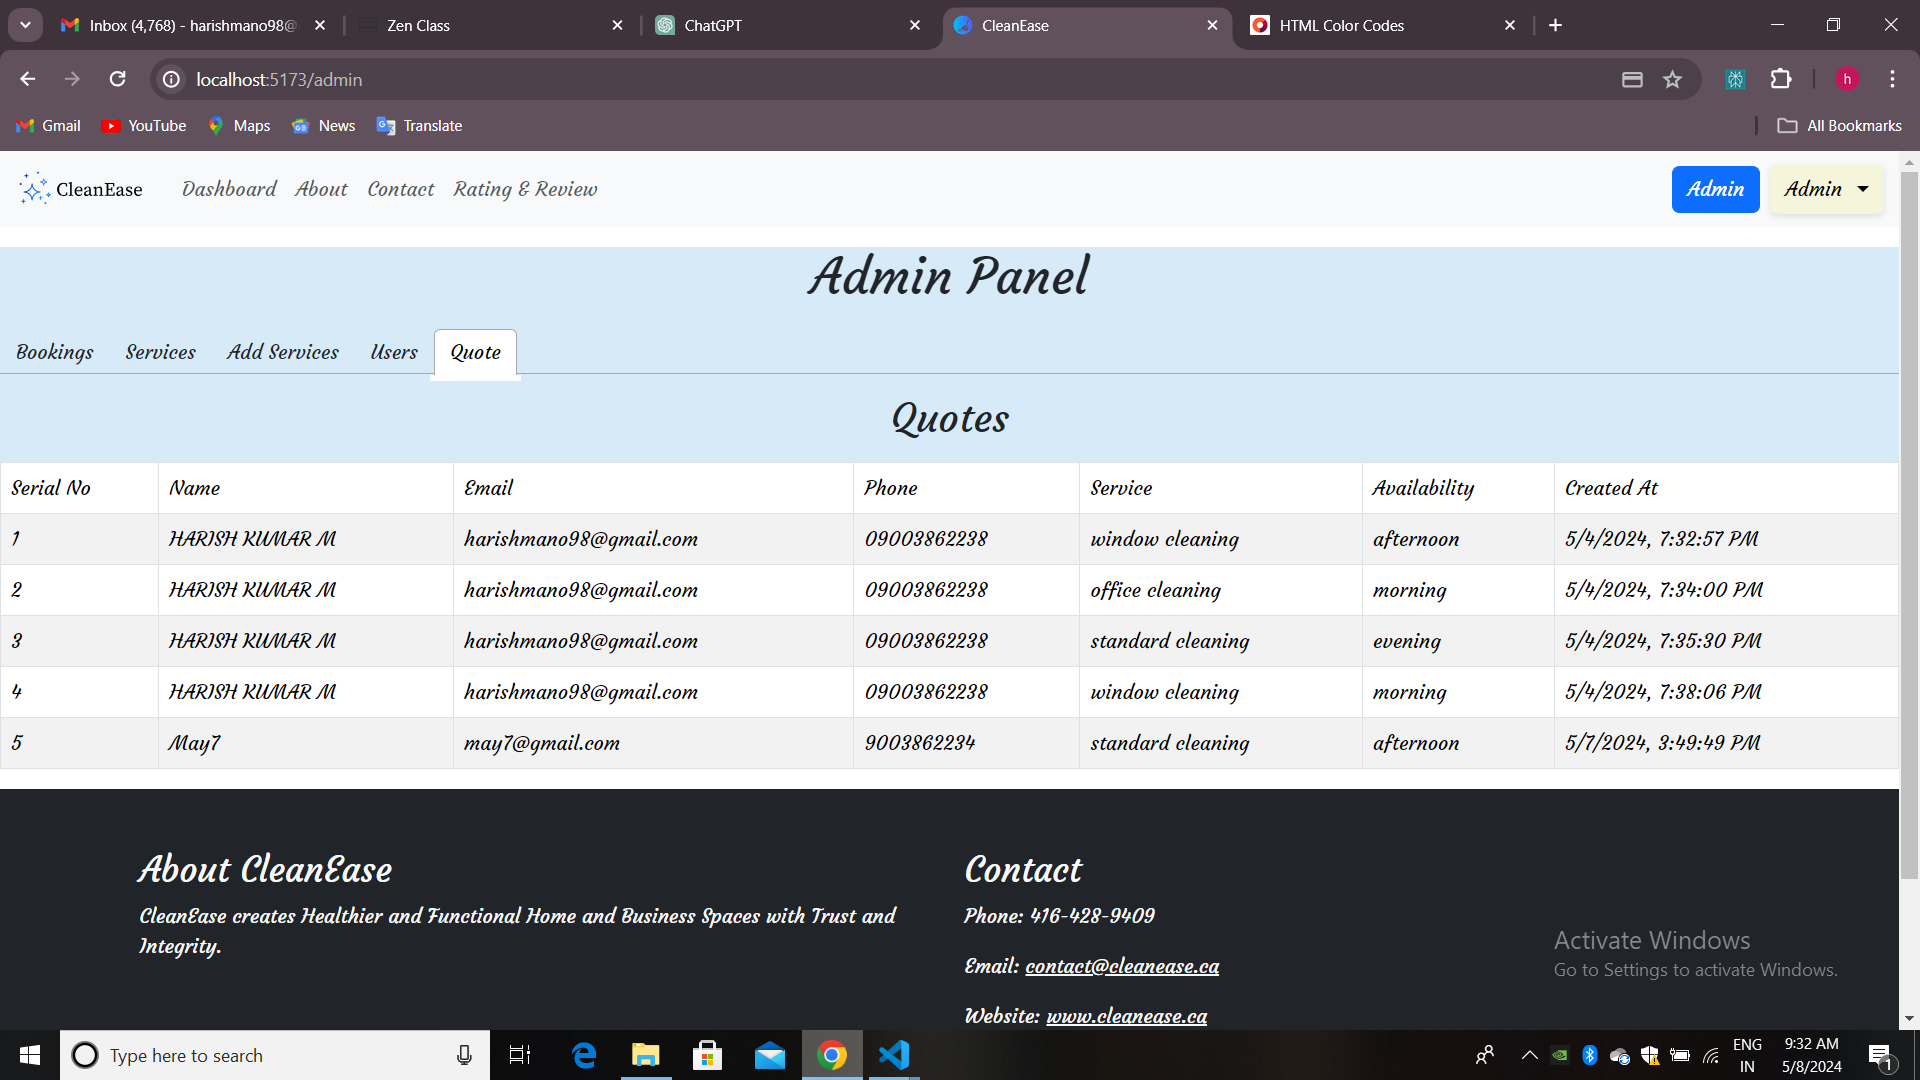 Inbox (4,768) - harishmano98@
Zen Class
ChatGPT
CleanEase
HTML Color Codes
localhost:5173/admin
h
Gmail YouTube Maps News Translate All Bookmarks
CleanEase Dashboard About Contact Rating & Review Admin Admin
Admin Panel
Bookings Services Add Services Users Quote
Quotes
Serial No Name Email Phone Service Availability Created At
1 HARISH KUMAR M harishmano98@gmail.com 09003862238 window cleaning afternoon 5/4/2024, 7:32:57 PM
2 HARISH KUMAR M harishmano98@gmail.com 09003862238 office cleaning morning 5/4/2024, 7:34:00 PM
3 HARISH KUMAR M harishmano98@gmail.com 09003862238 standard cleaning evening 5/4/2024, 7:35:30 PM
4 HARISH KUMAR M harishmano98@gmail.com 09003862238 window cleaning morning 5/4/2024, 7:38:06 PM
5 May7 may7@gmail.com 9003862234 standard cleaning afternoon 5/7/2024, 3:49:49 PM
About CleanEase
CleanEase creates Healthier and Functional Home and Business Spaces with Trust and
Integrity.
Contact
Phone: 416-428-9409
Email: contact@cleanease.ca
Website: www.cleanease.ca
Activate Windows
Go to Settings to activate Windows.
Type here to search
ENG
IN
9:32 AM
5/8/2024
1